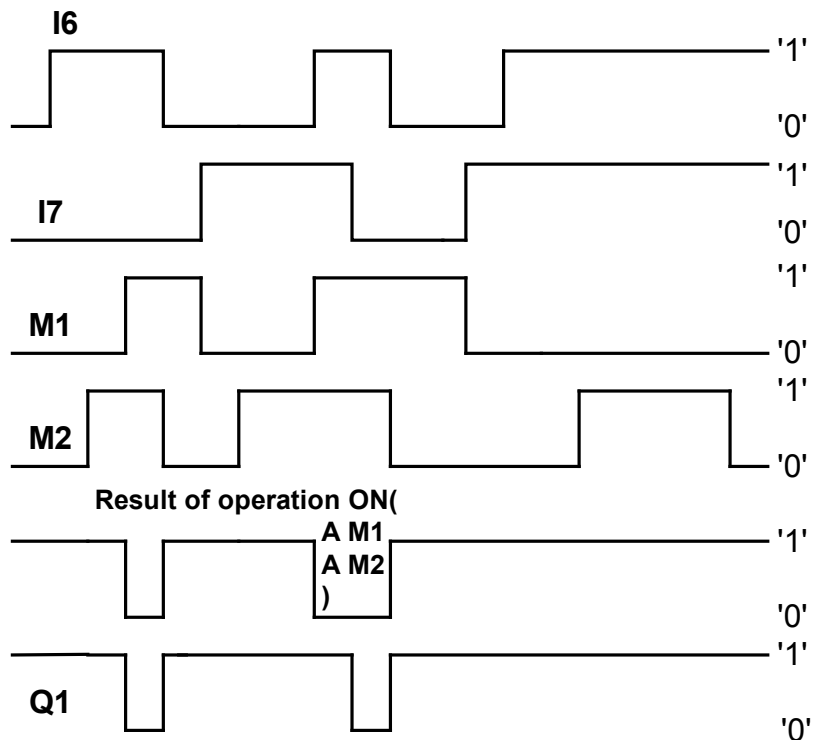 I6
'1'
'0'
'1'
I7
'0'
'1'
M1
'0'
'1'
M2
'0'
Result of operation ON(
A M1
'1'
A M2
)
'0'
'1'
Q1
'0'